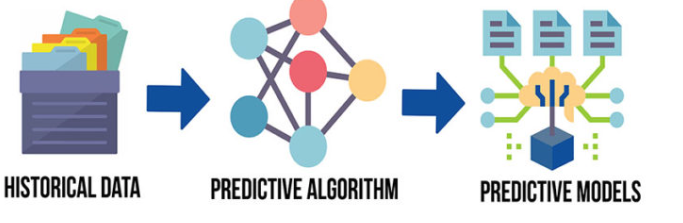 HISTORICAL DATA
PREDICTIVE ALGORITHM
PREDICTIVE MODELS